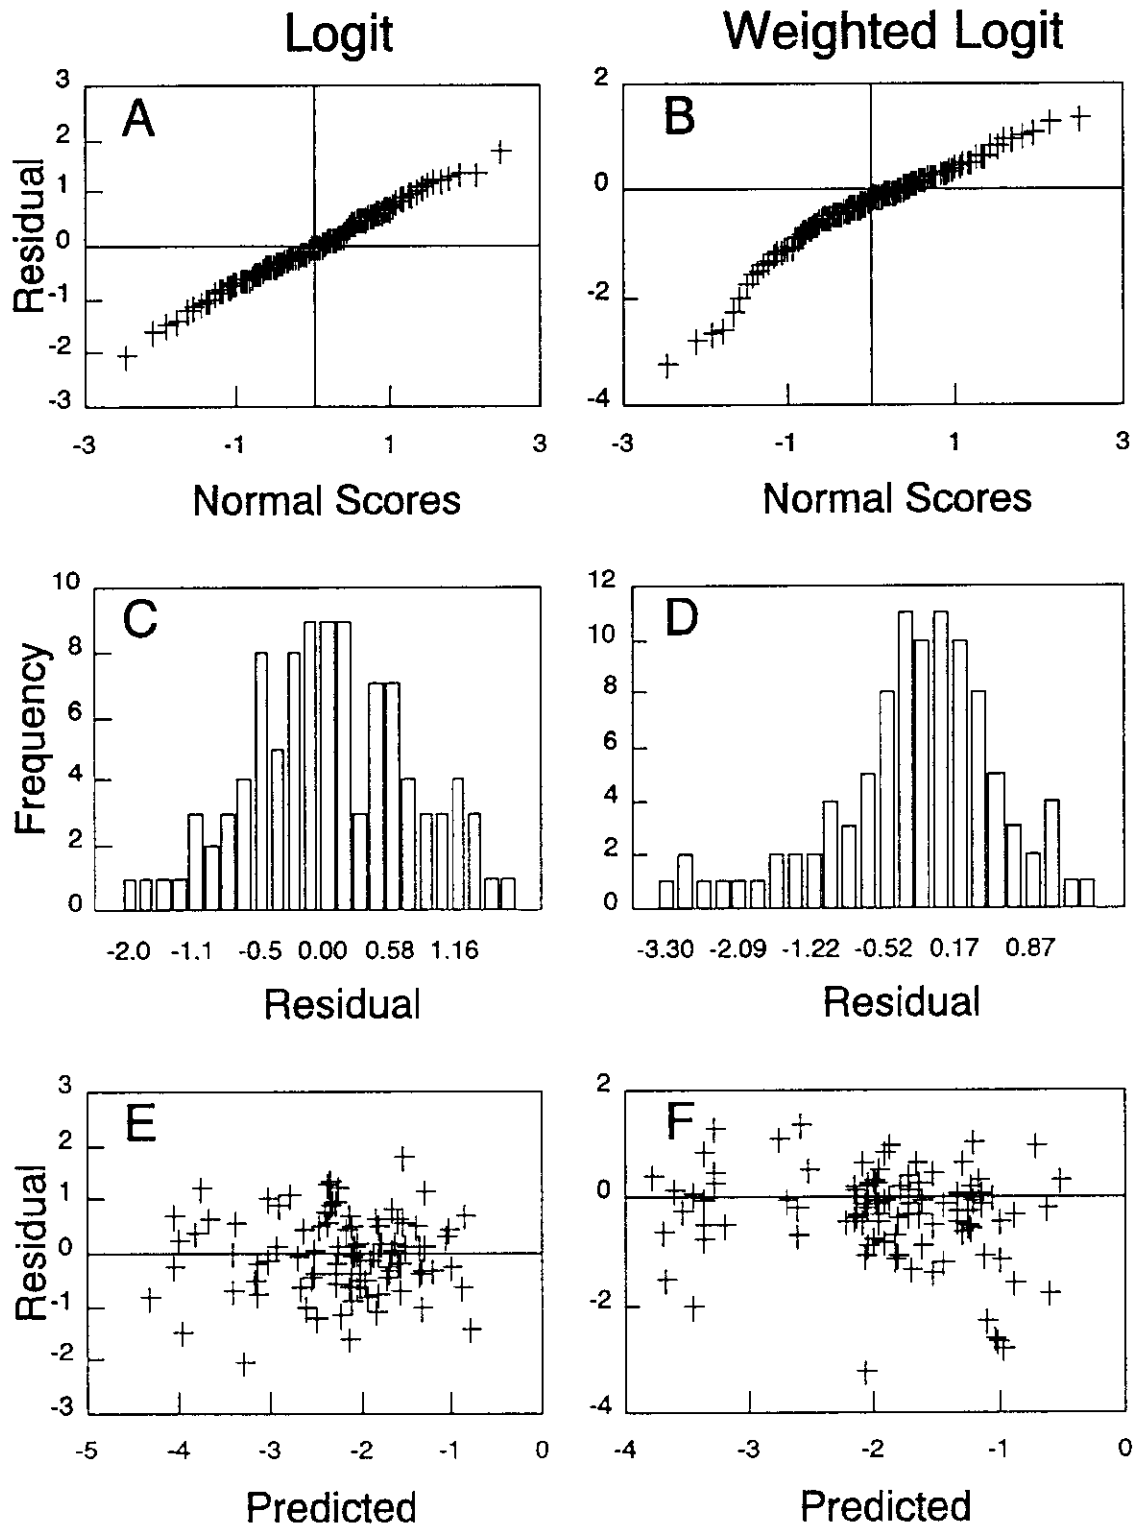 Logit
Weighted Logit
3
2
1
0
-1
-2
-3
Residual
A
-3
-1
1
3
Normal Scores
2
0
-2
-4
B
-3
-1
1
3
Normal Scores
10
8
6
4
2
0
Frequency
C
-2.0 -1.1 -0.5 0.00 0.58 1.16
Residual
12
10
8
6
4
2
0
D
-3.30 -2.09 -1.22 -0.52 0.17 0.87
Residual
3
2
1
0
-1
-2
-3
Residual
E
-5 -4 -3 -2 -1 0
Predicted
2
0
-2
-4
F
-4 -3 -2 -1 0
Predicted